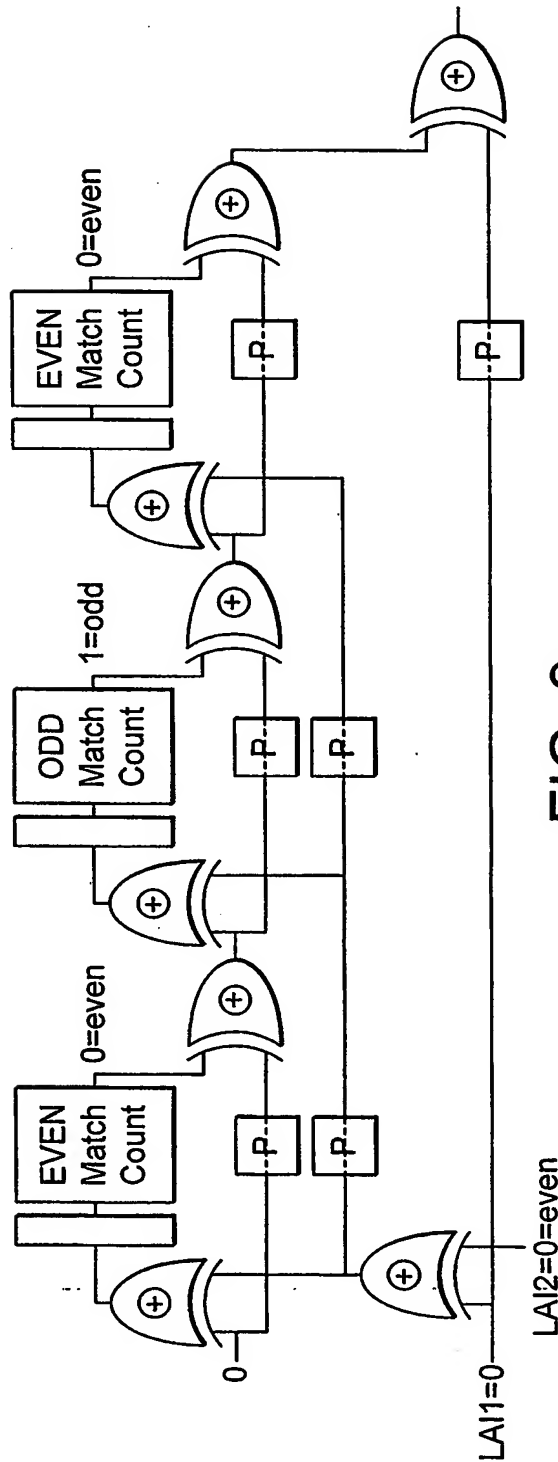 EVEN
Match
Count
0=even
ODD
Match
Count
1=odd
EVEN
Match
Count
0=even
P
P
P
P
P
P
0
LAI1=0
LAI2=0=even
FIG.